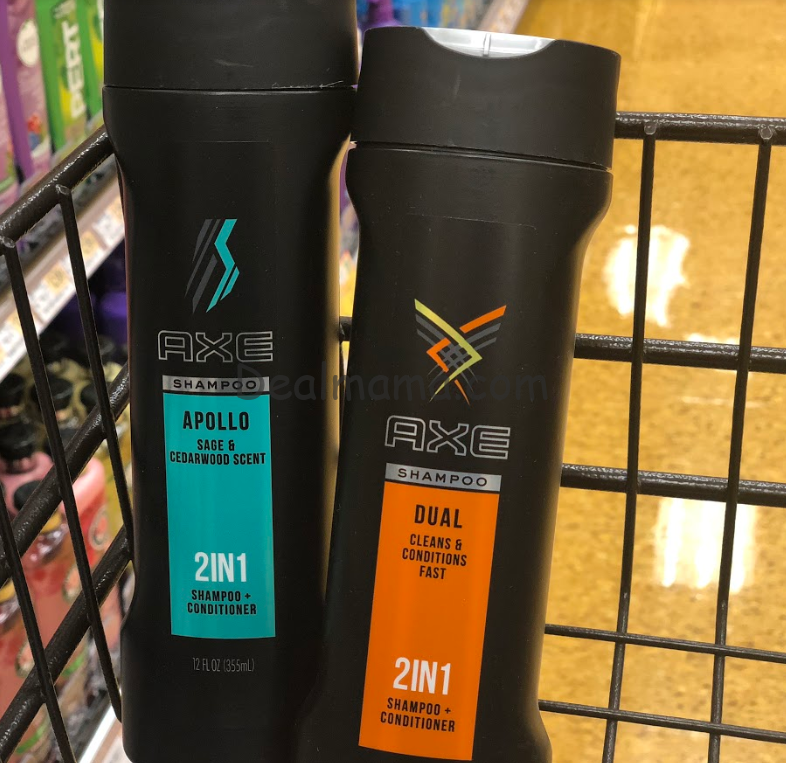 PERT
AXE
SHAMPOO
APOLLO
SAGE &
CEDARWOOD SCENT
2IN1
SHAMPOO +
CONDITIONER
12 FL OZ (355mL)
AXE
SHAMPOO
DUAL
CLEANS &
CONDITIONS
FAST
2IN1
SHAMPOO +
CONDITIONER
Dealmama.com